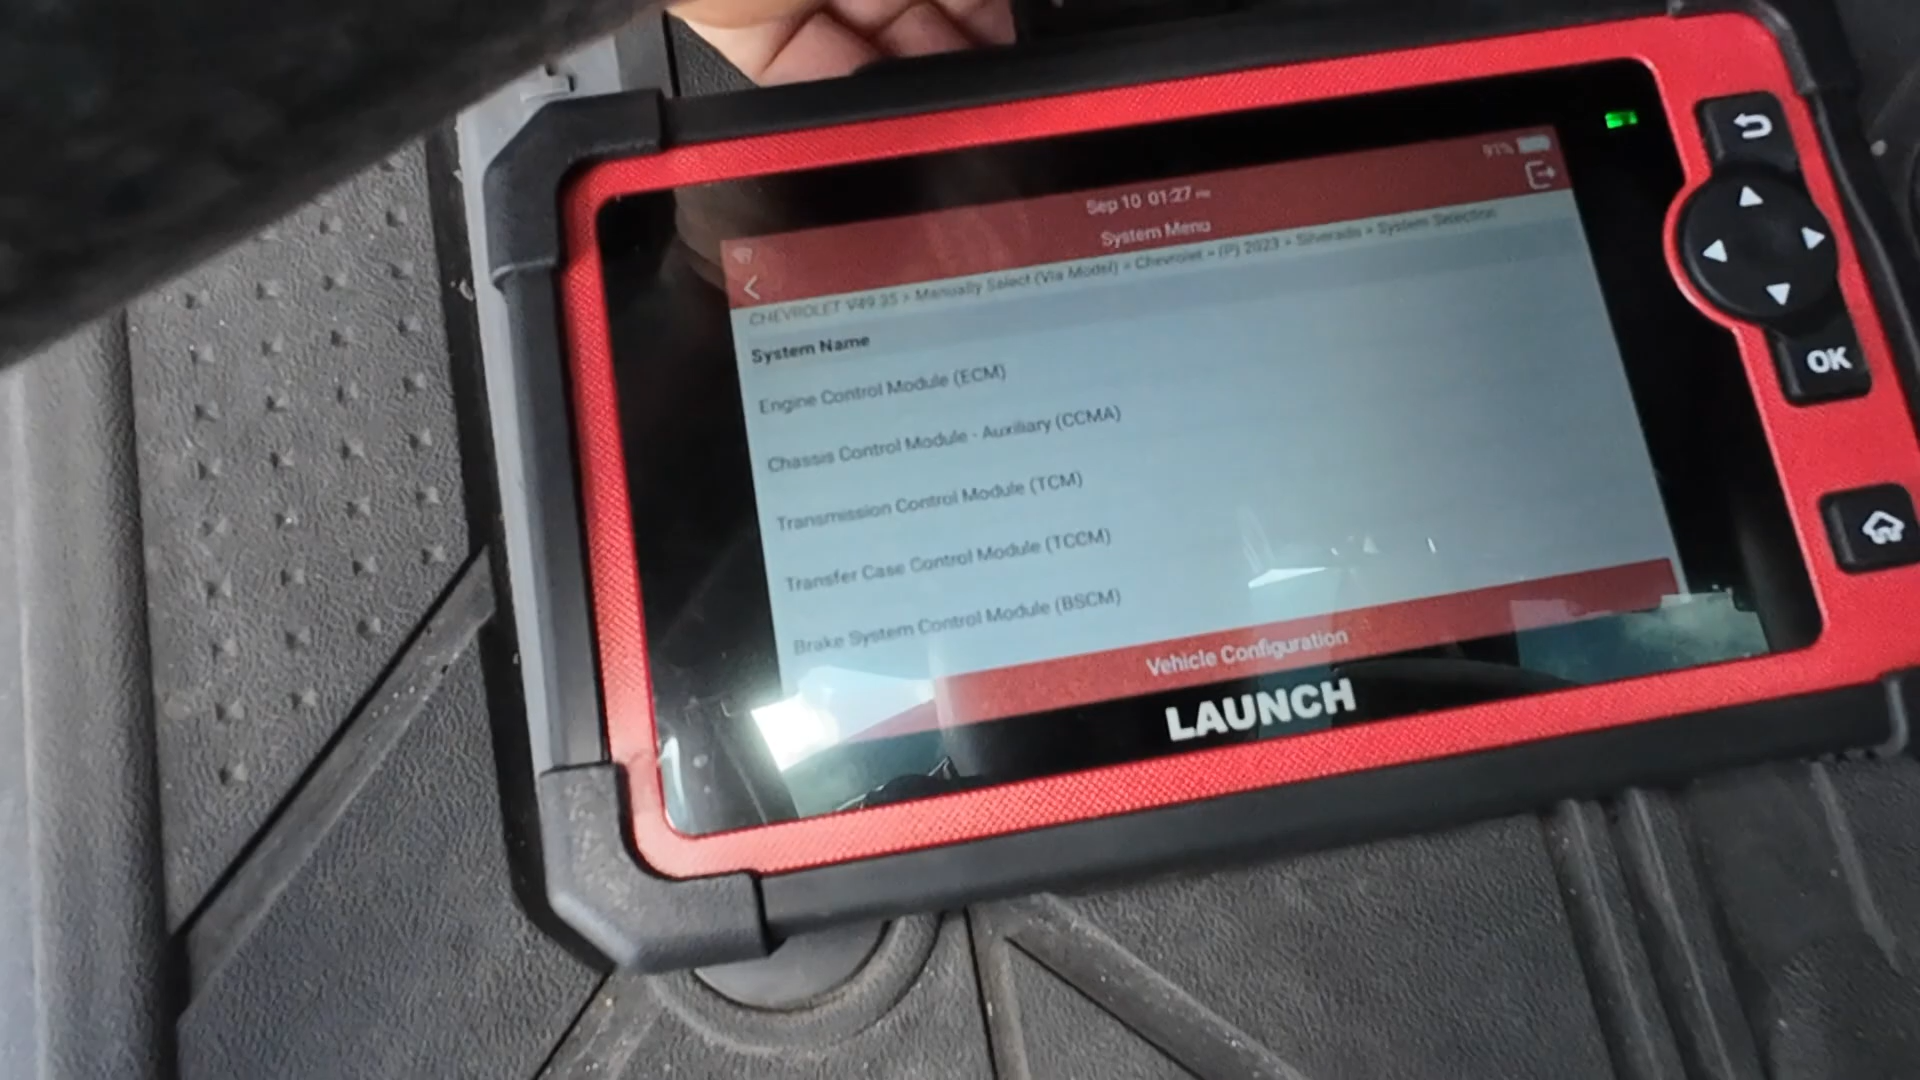 91%
Sep 10 01:27 PM
System Menu
CHEVROLET V49.35 > Manually Select (Via Model) > Chevrolet > (P) 2023 > Silverado > System Selection
System Name
Engine Control Module (ECM)
Chassis Control Module - Auxiliary (CCMA)
Transmission Control Module (TCM)
Transfer Case Control Module (TCCM)
Brake System Control Module (BSCM)
Vehicle Configuration
LAUNCH
OK